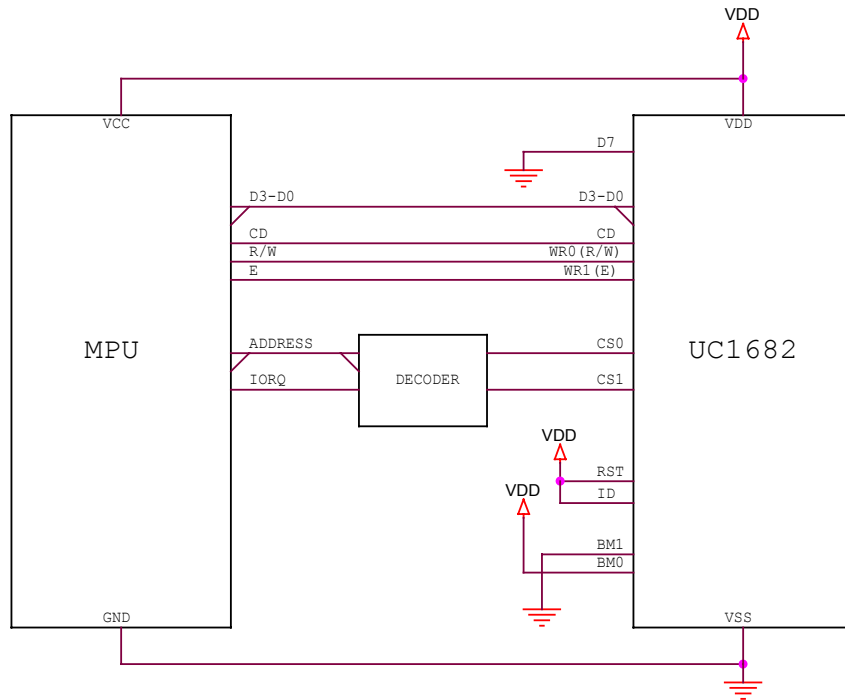 VDD
VCC
VDD
D7
D3-D0
D3-D0
CD
CD
R/W
WR0(R/W)
E
WR1(E)
MPU
ADDRESS
CS0
UC1682
IORQ
DECODER
CS1
VDD
RST
VDD
ID
BM1
BM0
GND
VSS